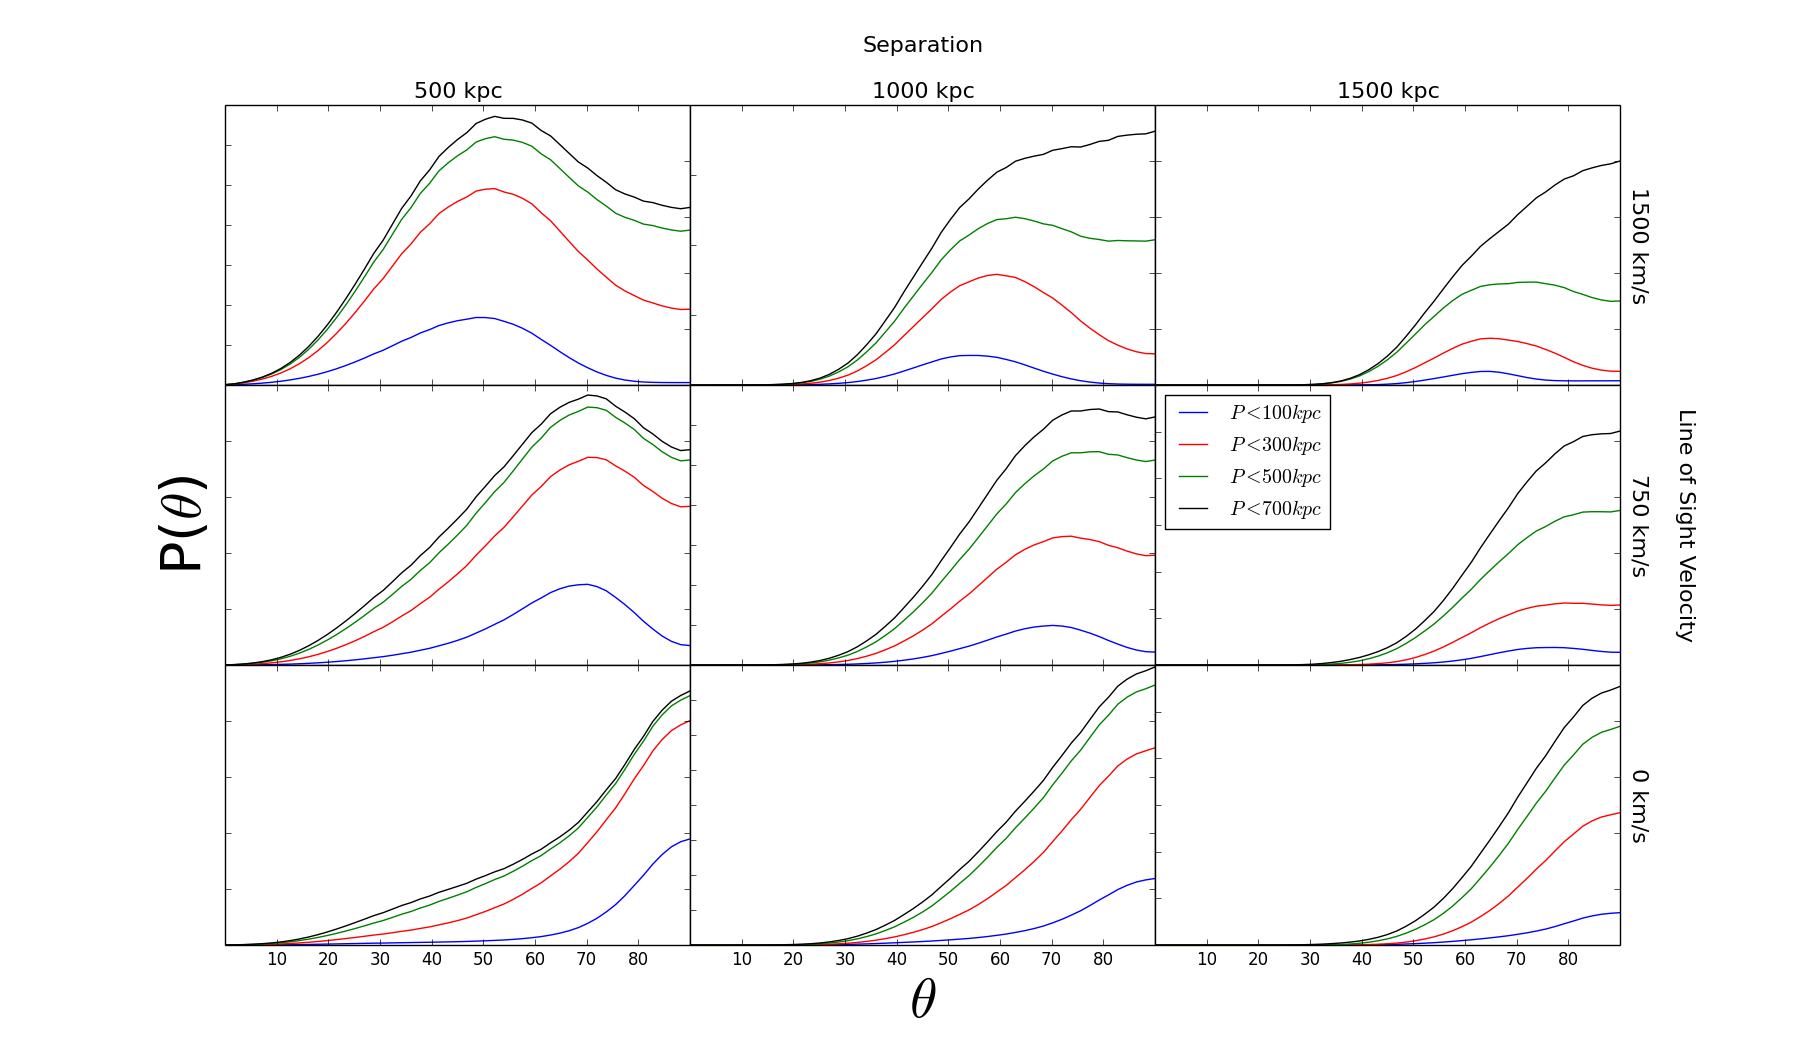 Separation
500 kpc
1000 kpc
1500 kpc
1500 km/s
P(θ)
P<100kpc
P<300kpc
P<500kpc
P<700kpc
750 km/s
Line of Sight Velocity
0 km/s
10 20 30 40 50 60 70 80
10 20 30 40 50 60 70 80
10 20 30 40 50 60 70 80
θ